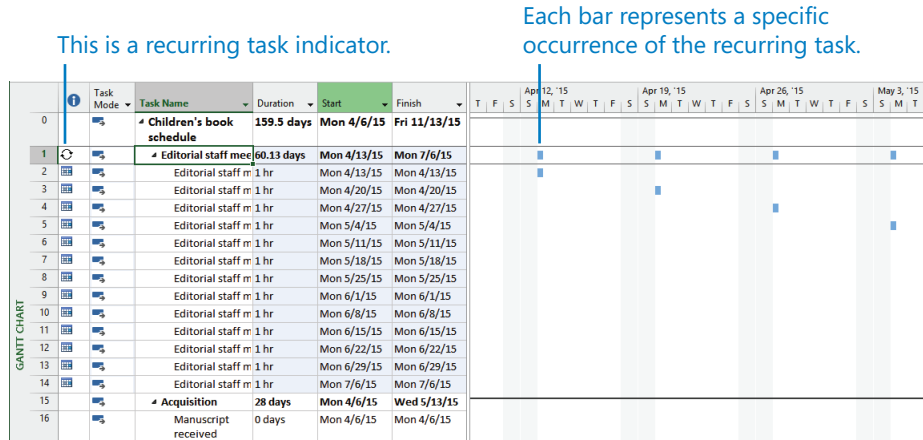 Each bar represents a specific
This is a recurring task indicator. occurrence of the recurring task.
Task Mode Task Name Duration Start Finish Apr 12, '15 Apr 19, '15 Apr 26, '15 May 3, '15
T F S S M T W T F S S M T W T F S S M T W T F S S M T
0 Children's book schedule 159.5 days Mon 4/6/15 Fri 11/13/15
1 Editorial staff mee 60.13 days Mon 4/13/15 Mon 7/6/15
2 Editorial staff m 1 hr Mon 4/13/15 Mon 4/13/15
3 Editorial staff m 1 hr Mon 4/20/15 Mon 4/20/15
4 Editorial staff m 1 hr Mon 4/27/15 Mon 4/27/15
5 Editorial staff m 1 hr Mon 5/4/15 Mon 5/4/15
6 Editorial staff m 1 hr Mon 5/11/15 Mon 5/11/15
7 Editorial staff m 1 hr Mon 5/18/15 Mon 5/18/15
8 Editorial staff m 1 hr Mon 5/25/15 Mon 5/25/15
9 Editorial staff m 1 hr Mon 6/1/15 Mon 6/1/15
10 Editorial staff m 1 hr Mon 6/8/15 Mon 6/8/15
11 Editorial staff m 1 hr Mon 6/15/15 Mon 6/15/15
12 Editorial staff m 1 hr Mon 6/22/15 Mon 6/22/15
13 Editorial staff m 1 hr Mon 6/29/15 Mon 6/29/15
14 Editorial staff m 1 hr Mon 7/6/15 Mon 7/6/15
15 Acquisition 28 days Mon 4/6/15 Wed 5/13/15
16 Manuscript received 0 days Mon 4/6/15 Mon 4/6/15
GANTT CHART